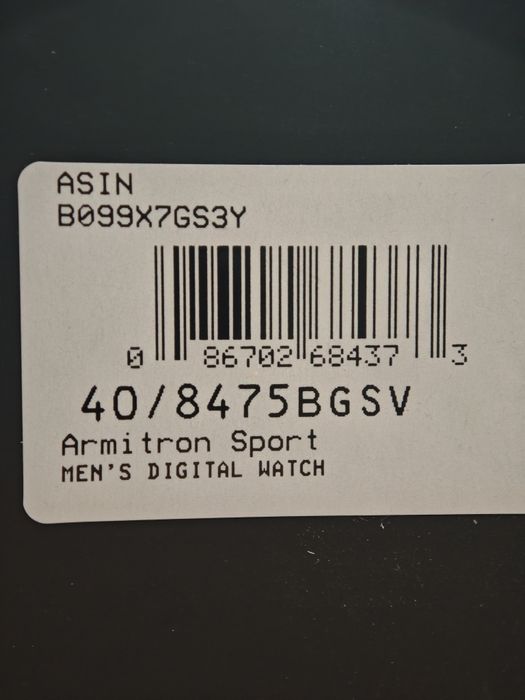 ASIN
B099X7GS3Y
0 86702 68437 3
40/8475BGSV
Armitron Sport
MEN'S DIGITAL WATCH